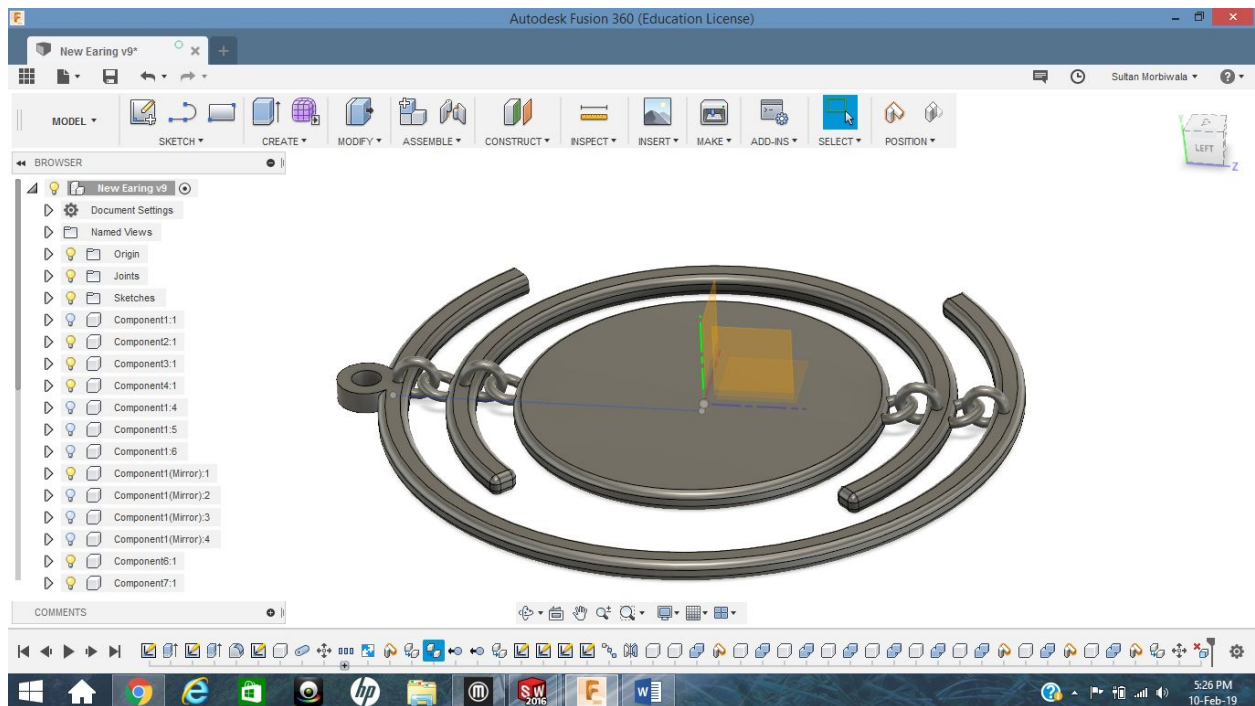 Autodesk Fusion 360 (Education License)
New Earing v9*
Sultan Morbiwala
MODEL
SKETCH
CREATE
MODIFY
ASSEMBLE
CONSTRUCT
INSPECT
INSERT
MAKE
ADD-INS
SELECT
POSITION
LEFT
Z
BROWSER
New Earing v9
Document Settings
Named Views
Origin
Joints
Sketches
Component1:1
Component2:1
Component3:1
Component4:1
Component1:4
Component1:5
Component1:6
Component1(Mirror):1
Component1(Mirror):2
Component1(Mirror):3
Component1(Mirror):4
Component6:1
Component7:1
COMMENTS
hp
SW
2016
F
W
5:26 PM
10-Feb-19